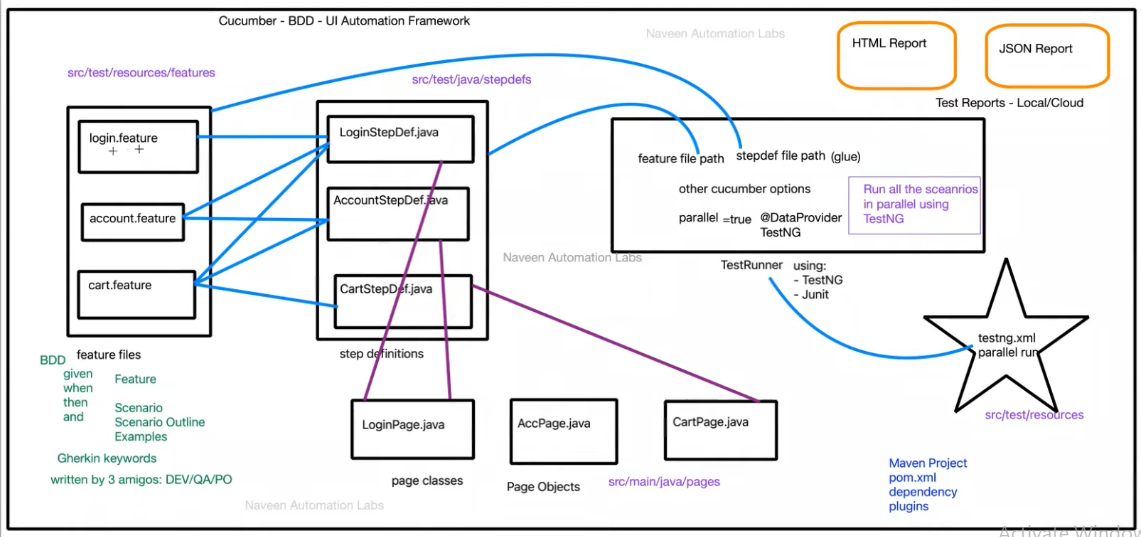 Cucumber - BDD - UI Automation Framework
Naveen Automation Labs
HTML Report
JSON Report
Test Reports - Local/Cloud
src/test/resources/features
src/test/java/stepdefs
login.feature
account.feature
cart.feature
LoginStepDef.java
AccountStepDef.java
CartStepDef.java
feature file path
stepdef file path (glue)
other cucumber options
parallel =true
@DataProvider
TestNG
Run all the sceanrios
in parallel using
TestNG
Naveen Automation Labs
TestRunner
using:
- TestNG
- Junit
testng.xml
parallel run
src/test/resources
feature files
step definitions
BDD
given
when
then
and
Feature
Scenario
Scenario Outline
Examples
Gherkin keywords
written by 3 amigos: DEV/QA/PO
LoginPage.java
AccPage.java
CartPage.java
page classes
Page Objects
src/main/java/pages
Maven Project
pom.xml
dependency
plugins
Naveen Automation Labs